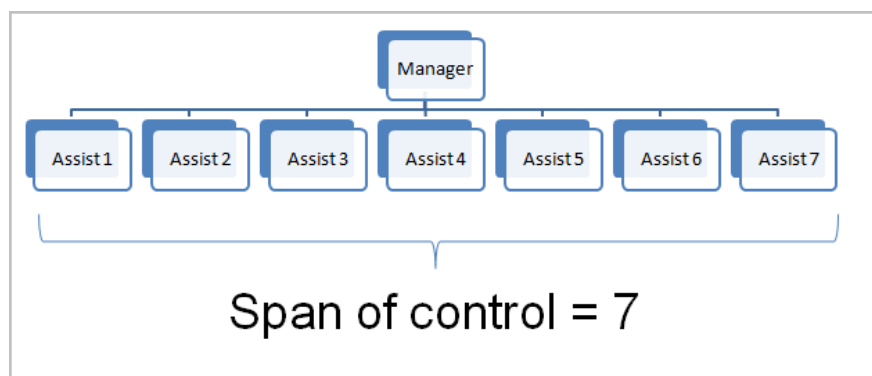 Manager
Assist 1 Assist 2 Assist 3 Assist 4 Assist 5 Assist 6 Assist 7
Span of control = 7